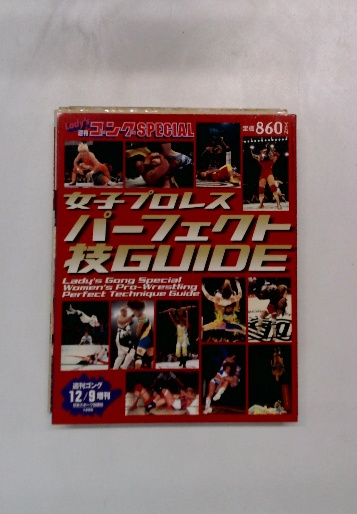 Lady's
週刊ゴングSPECIAL
定価860
女子プロレス
パーフェクト
技GUIDE
Lady's Gong Special
Women's Pro-Wrestling
Perfect Technique Guide
週刊ゴング
12/9増刊